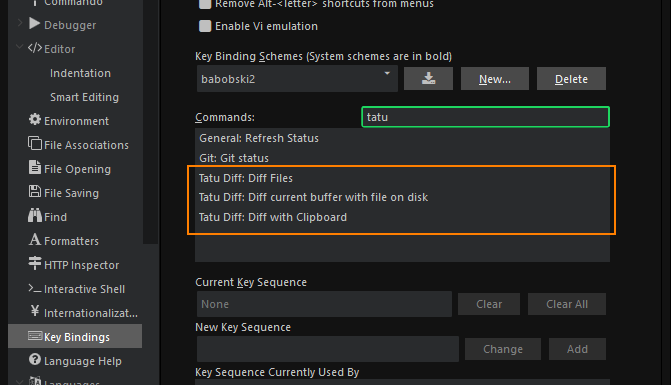 Commando
Remove Alt-<letter> shortcuts from menus
Debugger
Enable Vi emulation
Editor
Key Binding Schemes (System schemes are in bold)
Indentation
babobski2
New...
Delete
Smart Editing
Environment
Commands:
tatu
File Associations
General: Refresh Status
Git: Git status
File Opening
Tatu Diff: Diff Files
File Saving
Tatu Diff: Diff current buffer with file on disk
Find
Tatu Diff: Diff with Clipboard
Formatters
HTTP Inspector
Current Key Sequence
Interactive Shell
None
Clear
Clear All
Internationalizat...
New Key Sequence
Key Bindings
Change
Add
Language Help
Key Sequence Currently Used By
Languages